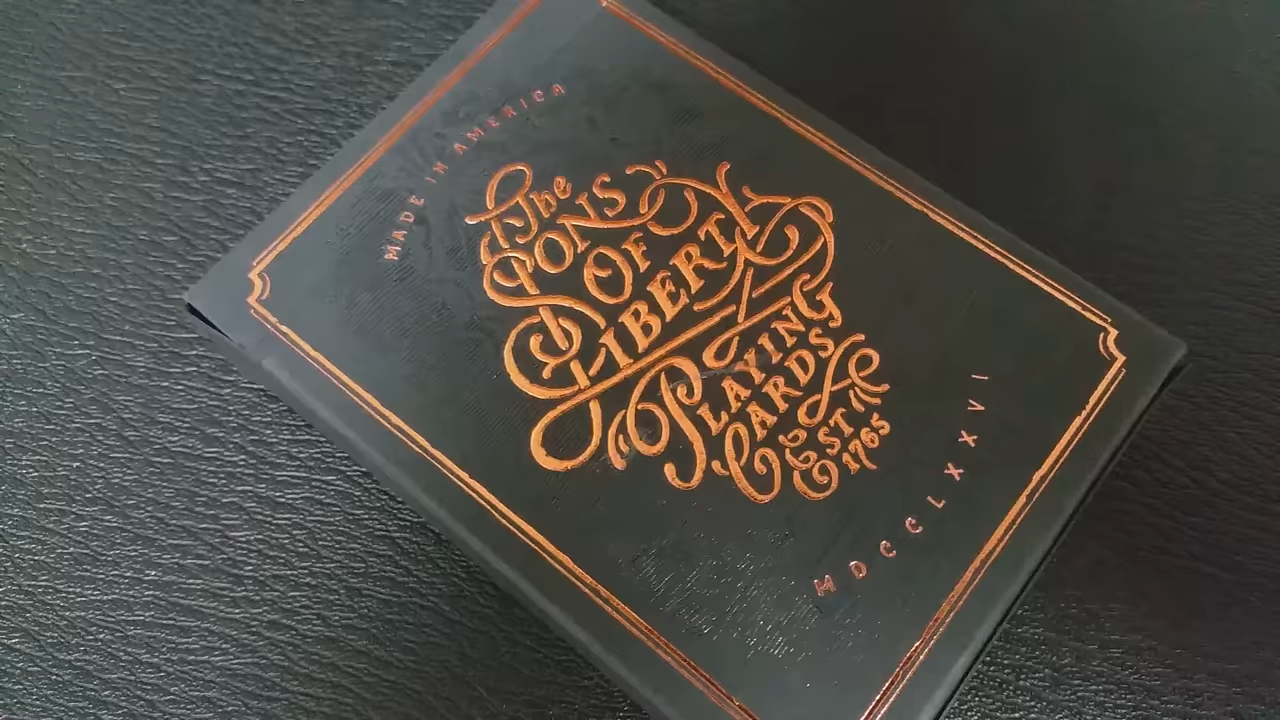 MADE IN AMERICA
The
SONS
OF
LIBERTY
PLAYING
CARDS
EST
1765
MDCCLXXVI